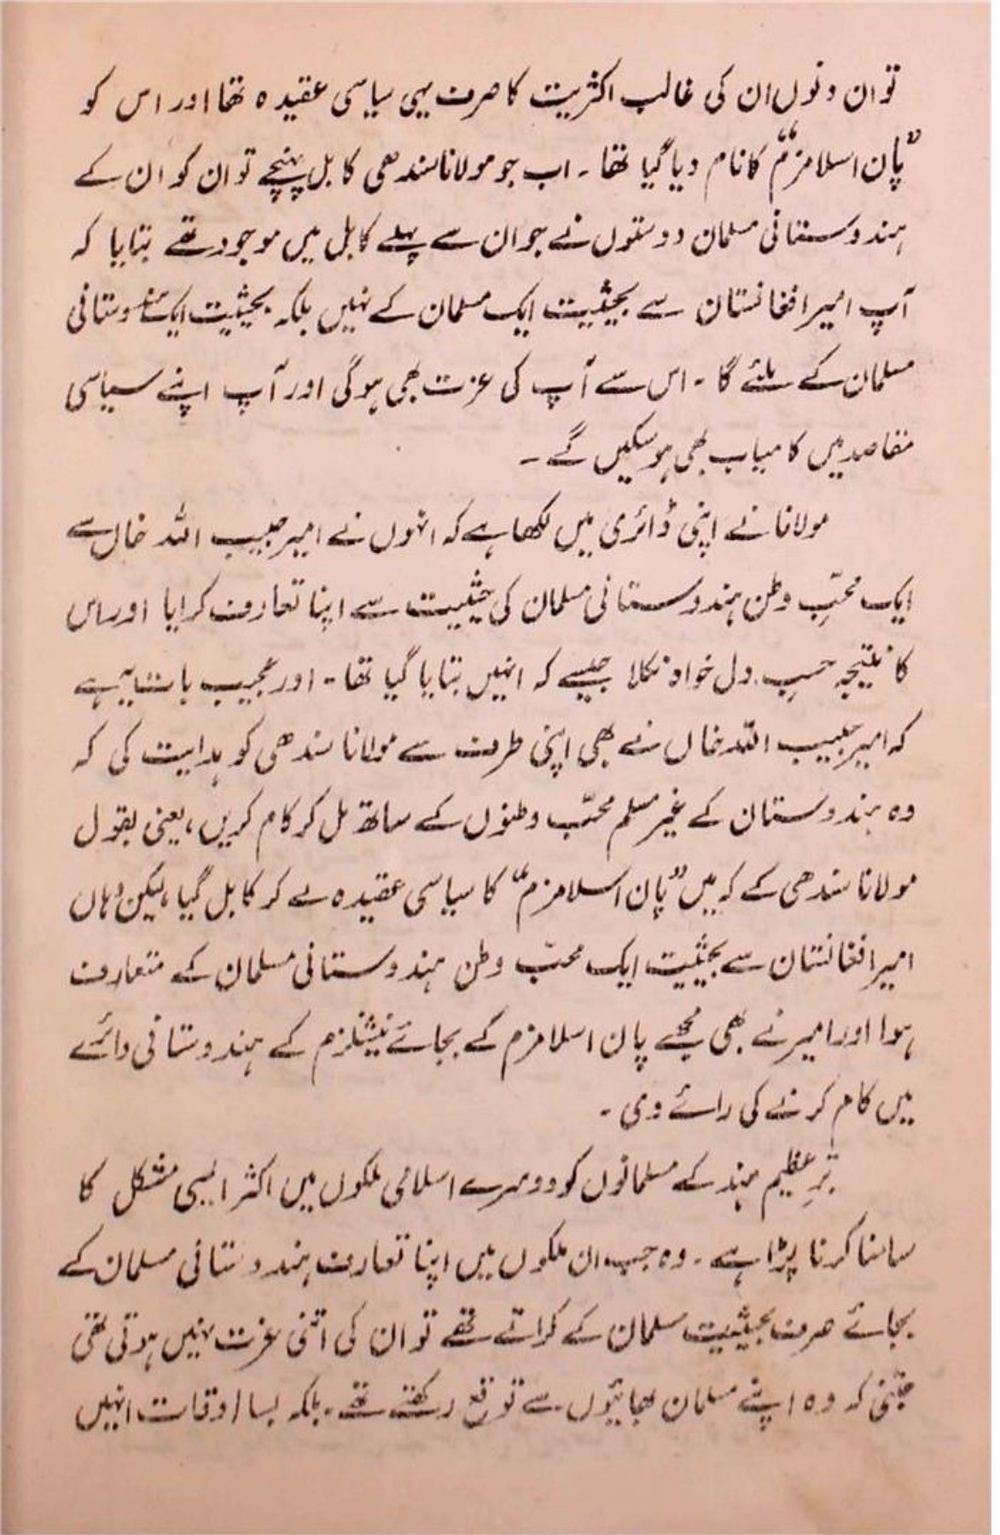 تو ان دنوں ان کی غالب اکثریت کا صرف یہی سیاسی عقیدہ تھا اور اس کو
”پان اسلامزم“ کا نام دیا گیا تھا ۔ اب جو مولانا سندھی کابل پہنچے تو ان کو ان کے
ہندوستانی مسلمان دوستوں نے جو ان سے پہلے کابل میں موجود تھے بتایا کہ
آپ امیر افغانستان سے بحیثیت ایک مسلمان کے نہیں بلکہ بحیثیت ایک ہندوستانی
مسلمان کے ملئے گا ۔ اس سے آپ کی عزت بھی ہوگی اور آپ اپنے سیاسی
مقاصد میں کامیاب بھی ہوسکیں گے ۔
مولانا نے اپنی ڈائری میں لکھا ہے کہ انہوں نے امیر حبیب اللہ خاں سے
ایک محبِّ وطن ہندوستانی مسلمان کی حیثیت سے اپنا تعارف کرایا اور اس
کا نتیجہ حسبِ دل خواہ نکلا جیسے کہ انہیں بتایا گیا تھا ۔ اور عجیب بات یہ ہے
کہ امیر حبیب اللہ خاں نے بھی اپنی طرف سے مولانا سندھی کو ہدایت کی کہ
وہ ہندوستان کے غیر مسلم محبّ وطنوں کے ساتھ مل کر کام کریں، یعنی بقول
مولانا سندھی کے کہ میں ”پان اسلامزم“ کا سیاسی عقیدہ لے کر کابل گیا، لیکن وہاں
امیر افغانستان سے بحیثیت ایک محبّ وطن ہندوستانی مسلمان کے متعارف
ہوا اور امیر نے بھی مجھے پان اسلامزم کے بجائے نیشنلزم کے ہندوستانی دائرے
میں کام کرنے کی رائے دی ۔
برِّ عظیم ہند کے مسلمانوں کو دوسرے اسلامی ملکوں میں اکثر ایسی مشکل کا
سامنا کرنا پڑا ہے ۔ وہ جب ان ملکوں میں اپنا تعارف ہندوستانی مسلمان کے
بجائے صرف بحیثیت مسلمان کے کراتے تھے تو ان کی اتنی عزت نہیں ہوتی تھی
جتنی کہ وہ اپنے مسلمان بھائیوں سے توقع رکھتے تھے ۔ بلکہ بسا اوقات انہیں